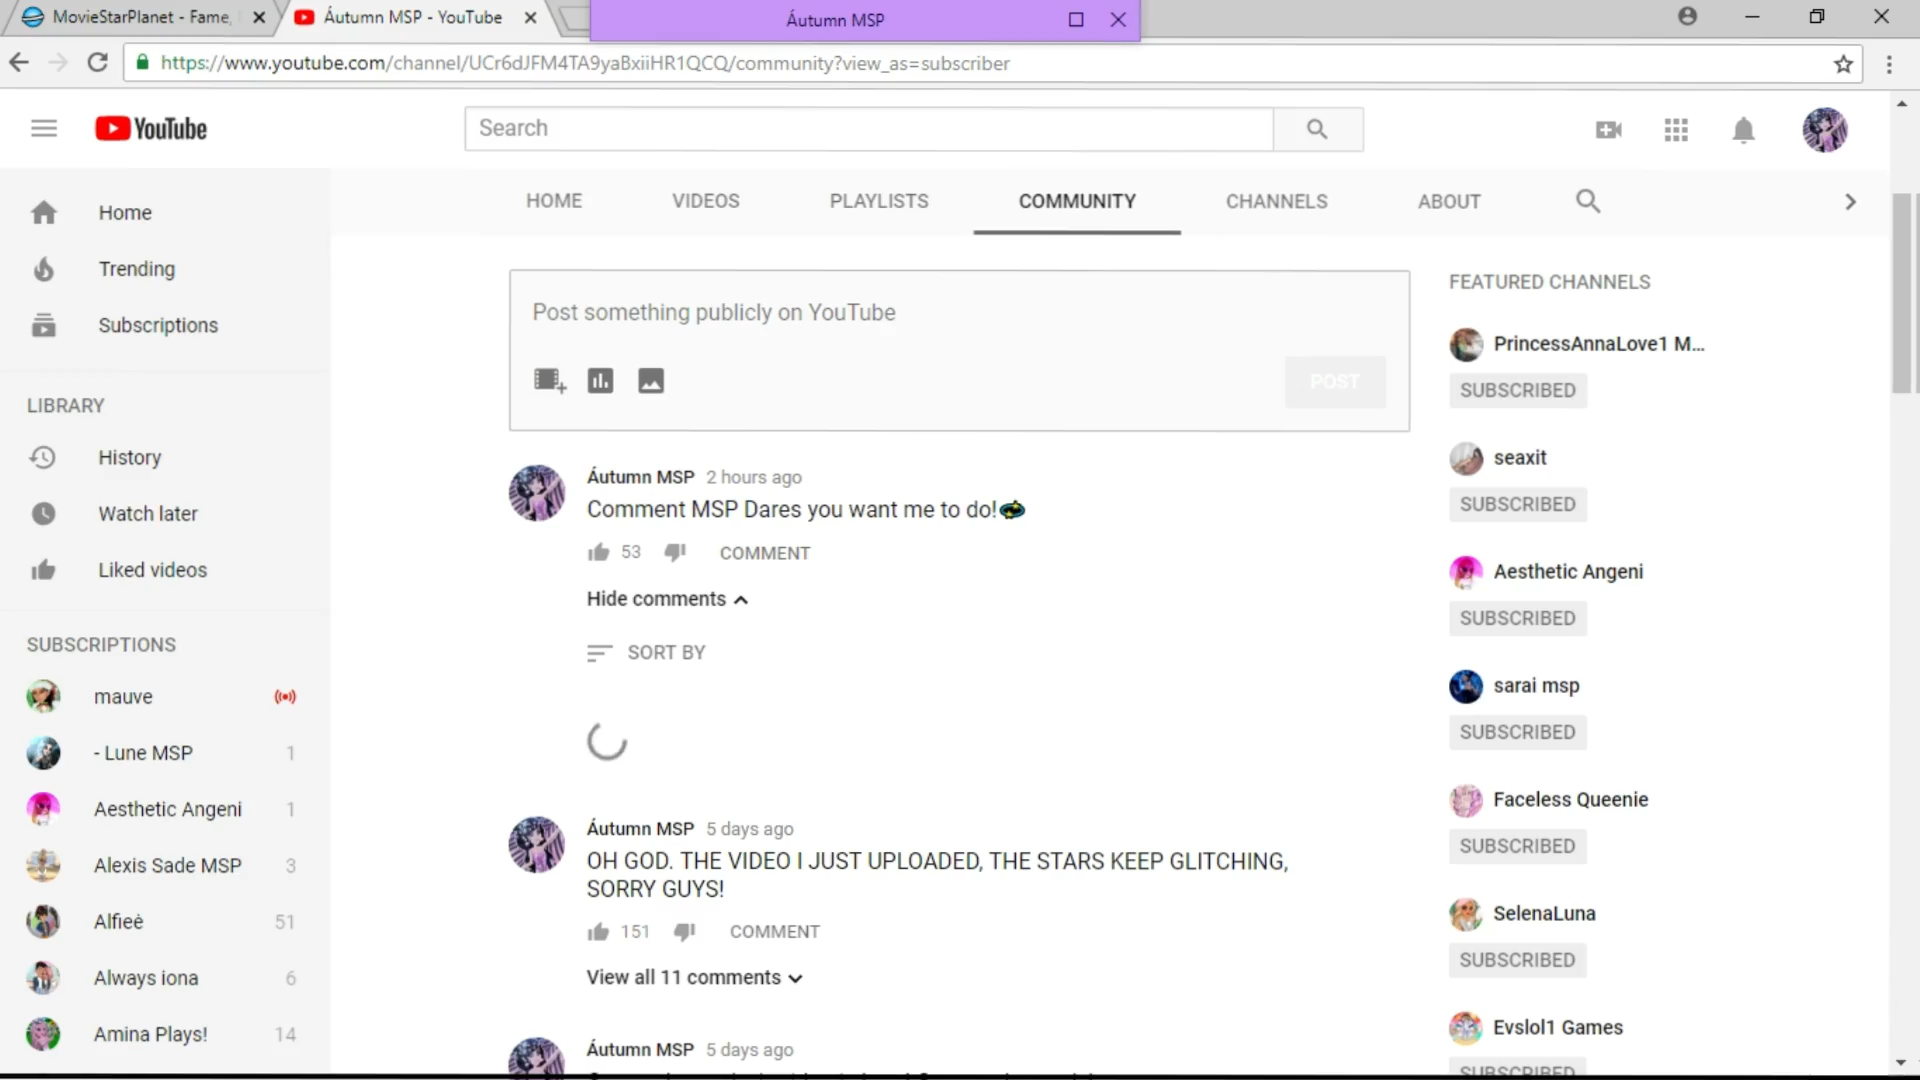 MovieStarPlanet - Fame,
Áutumn MSP - YouTube
Áutumn MSP
https://www.youtube.com/channel/UCr6dJFM4TA9yaBxiiHR1QCQ/community?view_as=subscriber
YouTube
Search
HOME
VIDEOS
PLAYLISTS
COMMUNITY
CHANNELS
ABOUT
Home
Trending
Subscriptions
LIBRARY
History
Watch later
Liked videos
SUBSCRIPTIONS
mauve
- Lune MSP 1
Aesthetic Angeni 1
Alexis Sade MSP 3
Alfieė 51
Always iona 6
Amina Plays! 14
Post something publicly on YouTube
POST
Áutumn MSP 2 hours ago
Comment MSP Dares you want me to do!
53 COMMENT
Hide comments
SORT BY
Áutumn MSP 5 days ago
OH GOD. THE VIDEO I JUST UPLOADED, THE STARS KEEP GLITCHING,
SORRY GUYS!
151 COMMENT
View all 11 comments
Áutumn MSP 5 days ago
FEATURED CHANNELS
PrincessAnnaLove1 M...
SUBSCRIBED
seaxit
SUBSCRIBED
Aesthetic Angeni
SUBSCRIBED
sarai msp
SUBSCRIBED
Faceless Queenie
SUBSCRIBED
SelenaLuna
SUBSCRIBED
Evslol1 Games
SUBSCRIBED